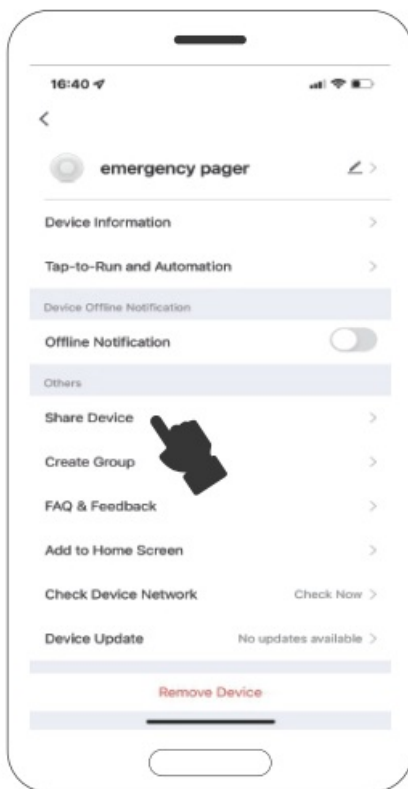 16:40
emergency pager
Device Information
Tap-to-Run and Automation
Device Offline Notification
Offline Notification
Others
Share Device
Create Group
FAQ & Feedback
Add to Home Screen
Check Device Network Check Now
Device Update No updates available
Remove Device